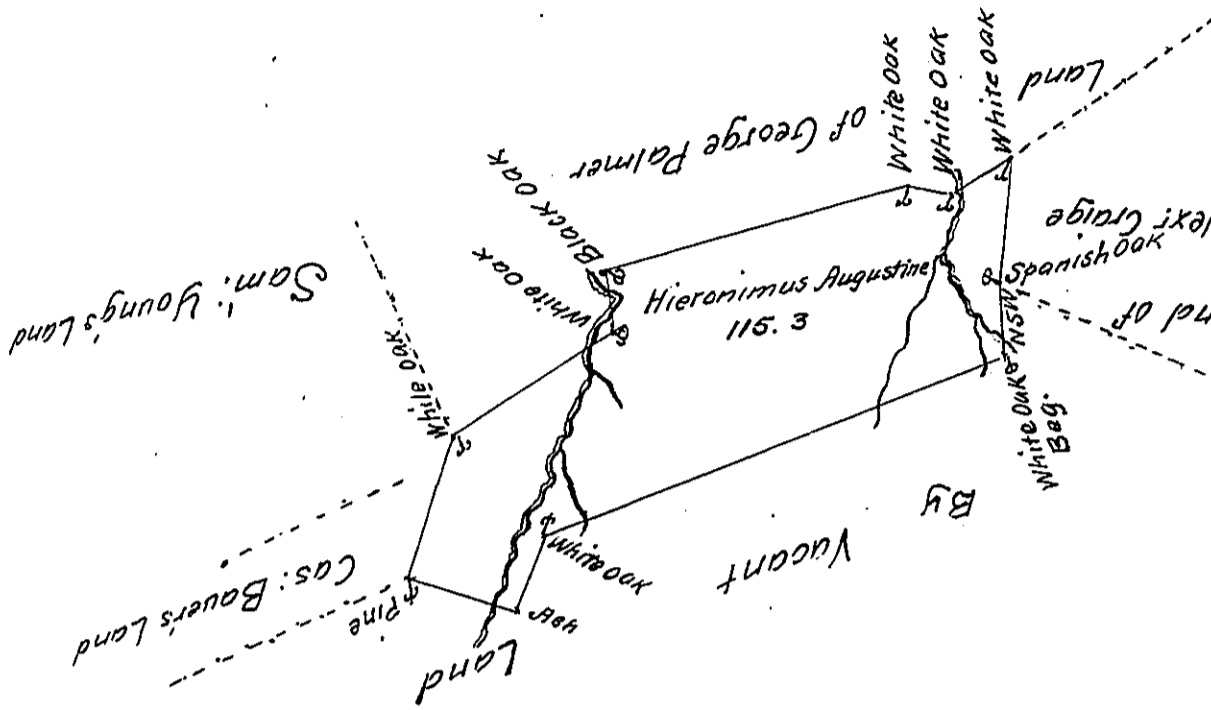 White Oak
White Oak
White Oak
Land
of George Palmer
Black Oak
White Oak
Sam: Young's Land
White Oak
Hieronimus Augustine
115.3
lexr: Craige
Spanish Oak
nd of
NSW
White Oak
Beg.
By
Vacant
Land
White Oak
Ash
Pine
Cas: Bauer's Land